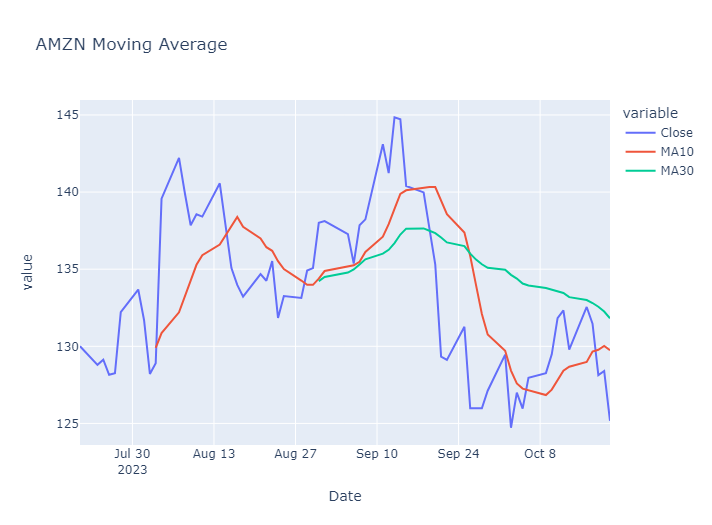 AMZN Moving Average
variable
Close
MA10
MA30
value
145
140
135
130
125
Jul 30
2023
Aug 13
Aug 27
Sep 10
Sep 24
Oct 8
Date